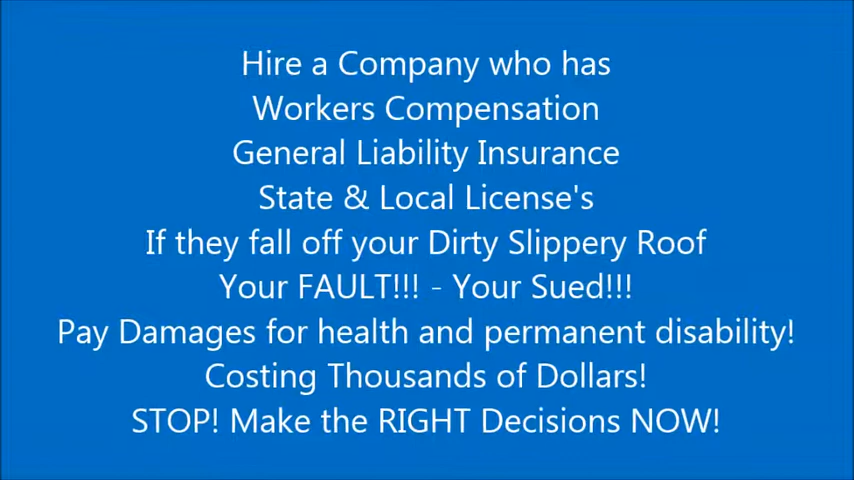 Hire a Company who has
Workers Compensation
General Liability Insurance
State & Local License's
If they fall off your Dirty Slippery Roof
Your FAULT!!! - Your Sued!!!
Pay Damages for health and permanent disability!
Costing Thousands of Dollars!
STOP! Make the RIGHT Decisions NOW!